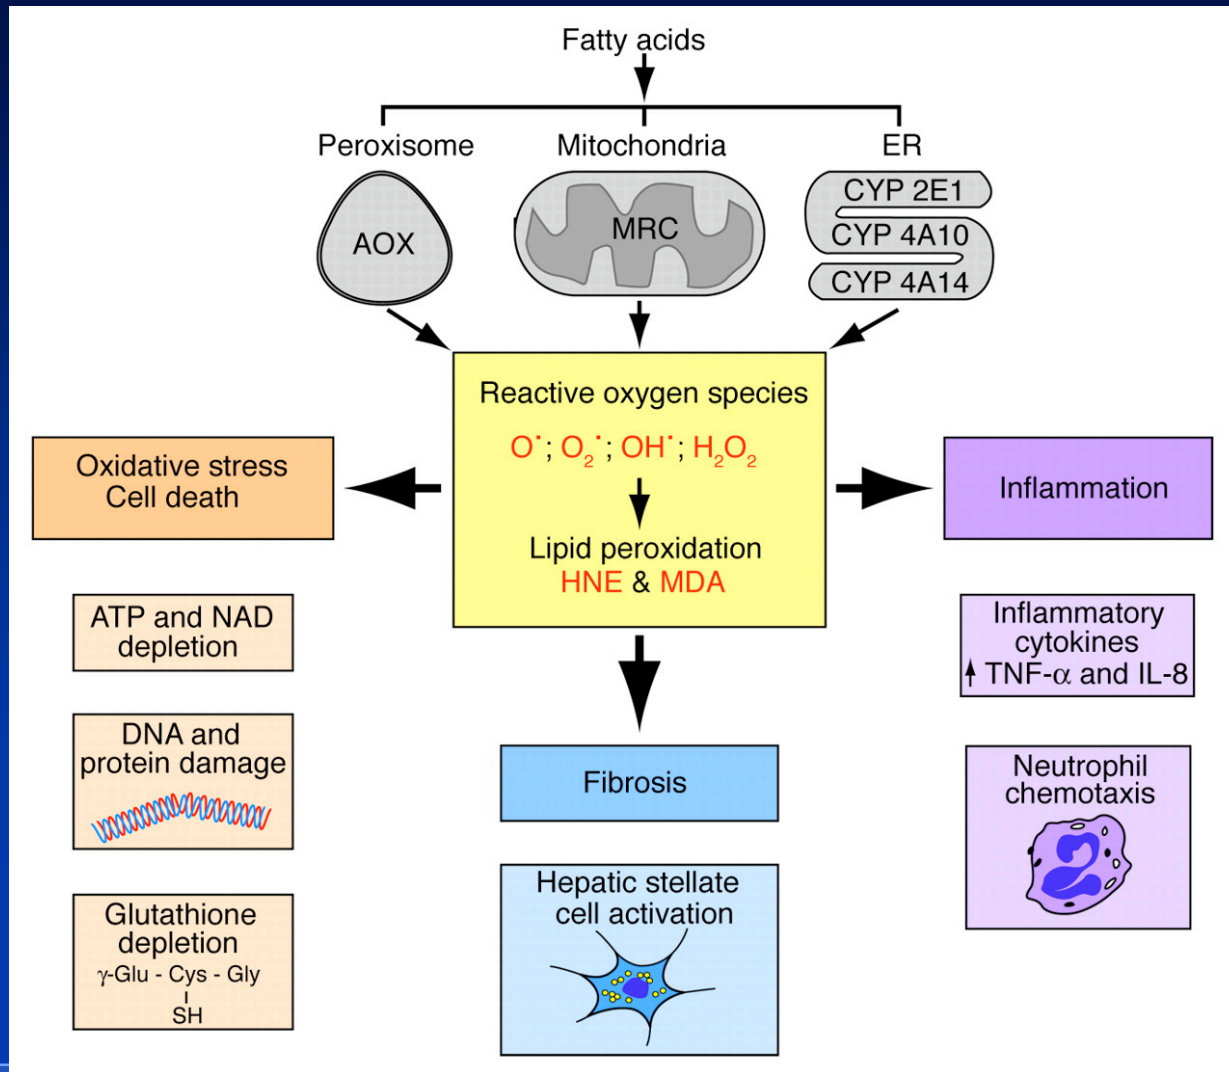 Fatty acids
Peroxisome
Mitochondria
ER
AOX
MRC
CYP 2E1
CYP 4A10
CYP 4A14
Reactive oxygen species
O˙; O₂˙; OH˙; H₂O₂
Lipid peroxidation
HNE & MDA
Oxidative stress
Cell death
ATP and NAD
depletion
DNA and
protein damage
Glutathione
depletion
γ-Glu - Cys - Gly
SH
Fibrosis
Hepatic stellate
cell activation
Inflammation
Inflammatory
cytokines
TNF-α and IL-8
Neutrophil
chemotaxis